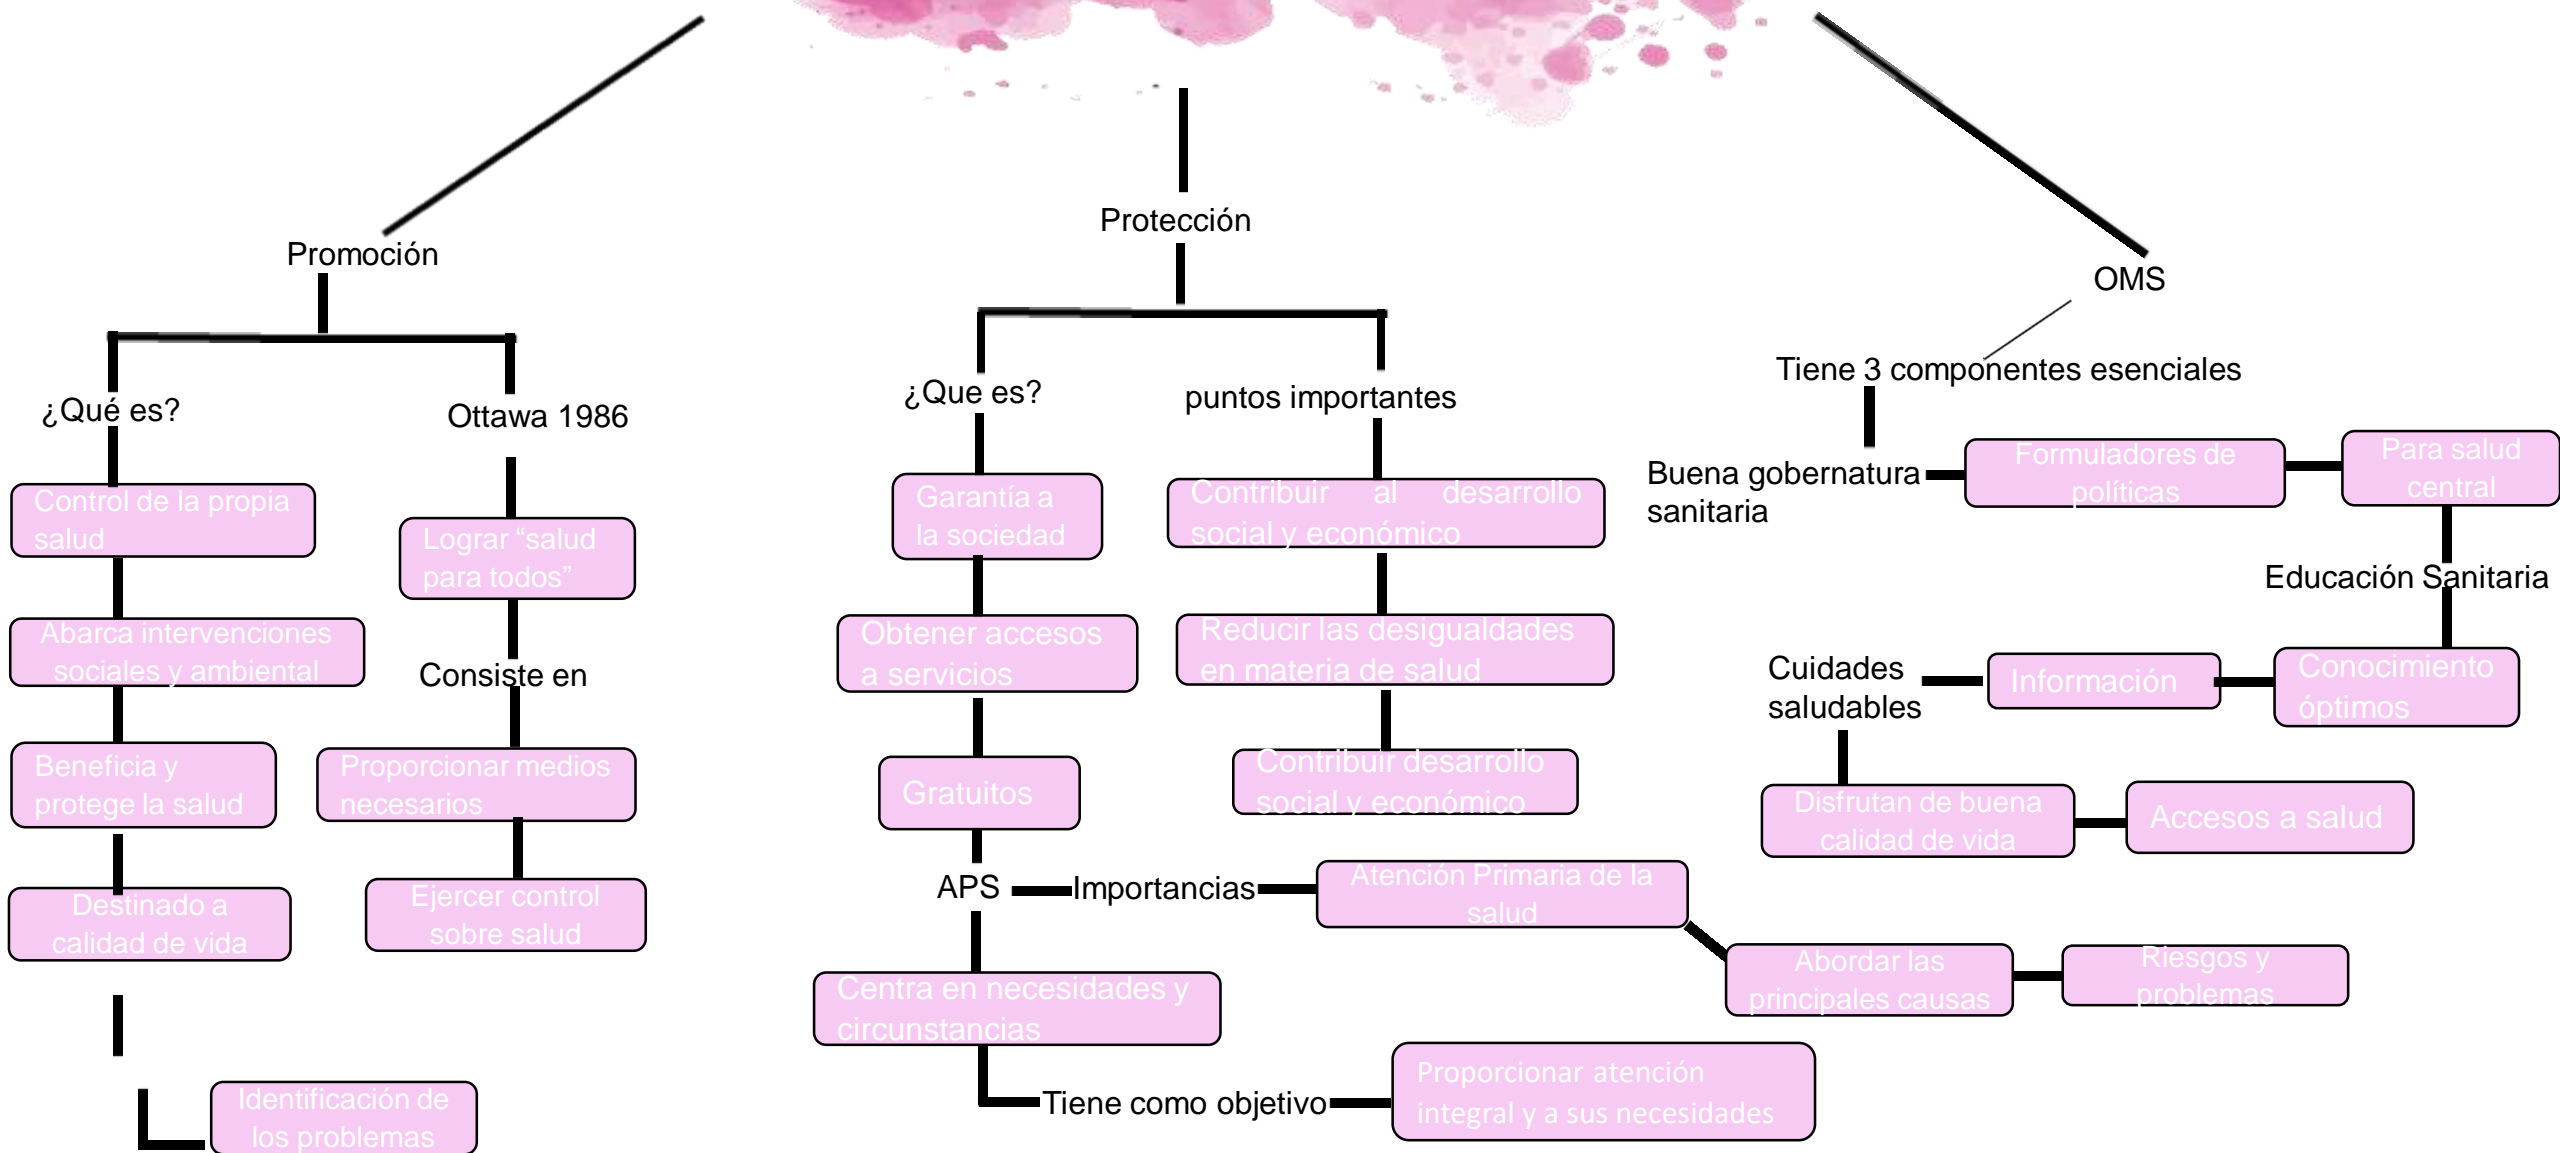 Promoción
¿Qué es?
Control de la propia
salud
Abarca intervenciones
sociales y ambiental
Beneficia y
protege la salud
Destinado a
calidad de vida
Identificación de
los problemas
Ottawa 1986
Lograr “salud
para todos”
Consiste en
Proporcionar medios
necesarios
Ejercer control
sobre salud
Protección
¿Que es?
Garantía a
la sociedad
Obtener accesos
a servicios
Gratuitos
APS
Importancias
Atención Primaria de la
salud
Abordar las
principales causas
Riesgos y
problemas
Centra en necesidades y
circunstancias
Tiene como objetivo
Proporcionar atención
integral y a sus necesidades
puntos importantes
Contribuir al desarrollo
social y económico
Reducir las desigualdades
en materia de salud
Contribuir desarrollo
social y económico
OMS
Tiene 3 componentes esenciales
Buena gobernatura
sanitaria
Formuladores de
políticas
Para salud
central
Educación Sanitaria
Conocimiento
óptimos
Información
Cuidades
saludables
Disfrutan de buena
calidad de vida
Accesos a salud